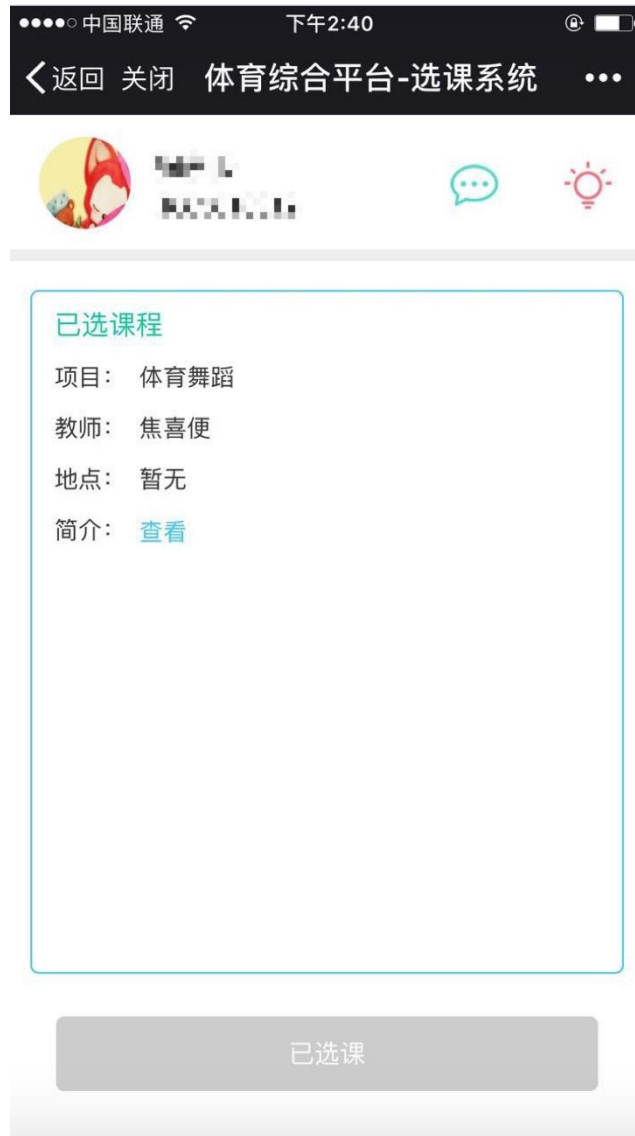 中国联通 下午2:40
返回 关闭 体育综合平台-选课系统
已选课程
项目： 体育舞蹈
教师： 焦喜便
地点： 暂无
简介： 查看
已选课